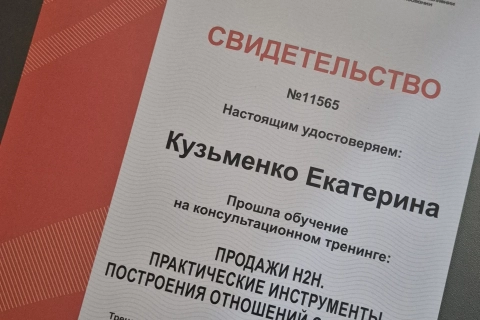 СВИДЕТЕЛЬСТВО
№11565
Настоящим удостоверяем:
Кузьменко Екатерина
Прошла обучение
на консультационном тренинге:
ПРОДАЖИ H2H.
ПРАКТИЧЕСКИЕ ИНСТРУМЕНТЫ
ПОСТРОЕНИЯ ОТНОШЕНИЙ